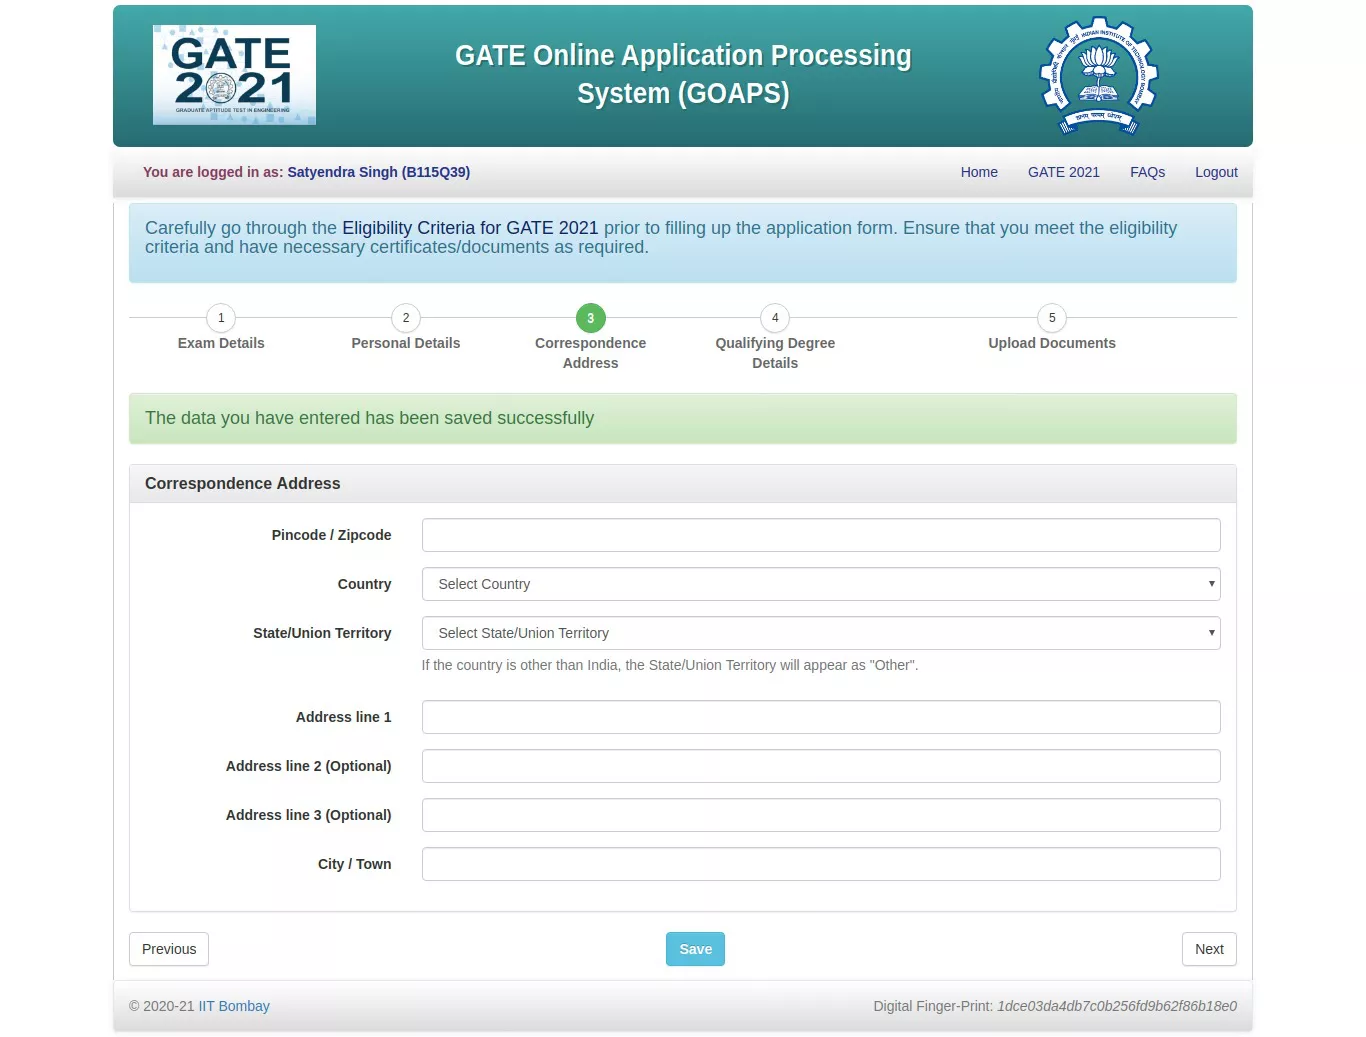 GATE
2021
GRADUATE APTITUDE TEST IN ENGINEERING
GATE Online Application Processing
System (GOAPS)
INDIAN INSTITUTE OF TECHNOLOGY BOMBAY
ज्ञानम् परमम् ध्येयम्
You are logged in as: Satyendra Singh (B115Q39)
Home GATE 2021 FAQs Logout
Carefully go through the Eligibility Criteria for GATE 2021 prior to filling up the application form. Ensure that you meet the eligibility
criteria and have necessary certificates/documents as required.
1 2 3 4 5
Exam Details Personal Details Correspondence Qualifying Degree Upload Documents
Address Details
The data you have entered has been saved successfully
Correspondence Address
Pincode / Zipcode
Country Select Country
State/Union Territory Select State/Union Territory
If the country is other than India, the State/Union Territory will appear as "Other".
Address line 1
Address line 2 (Optional)
Address line 3 (Optional)
City / Town
Previous Save Next
© 2020-21 IIT Bombay
Digital Finger-Print: 1dce03da4db7c0b256fd9b62f86b18e0